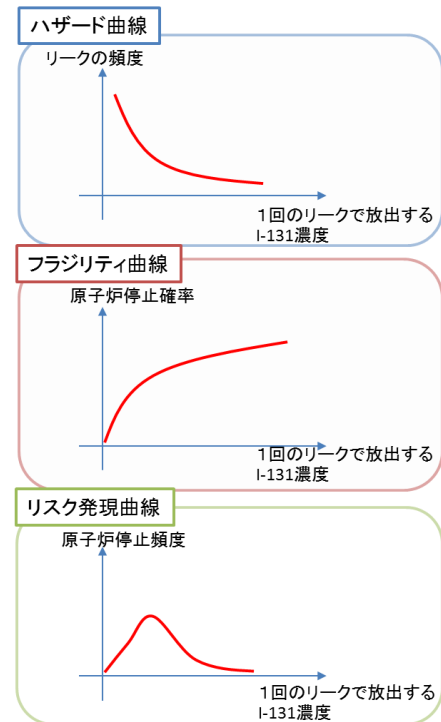 ハザード曲線
リークの頻度
１回のリークで放出する
I-131濃度
フラジリティ曲線
原子炉停止確率
１回のリークで放出する
I-131濃度
リスク発現曲線
原子炉停止頻度
１回のリークで放出する
I-131濃度